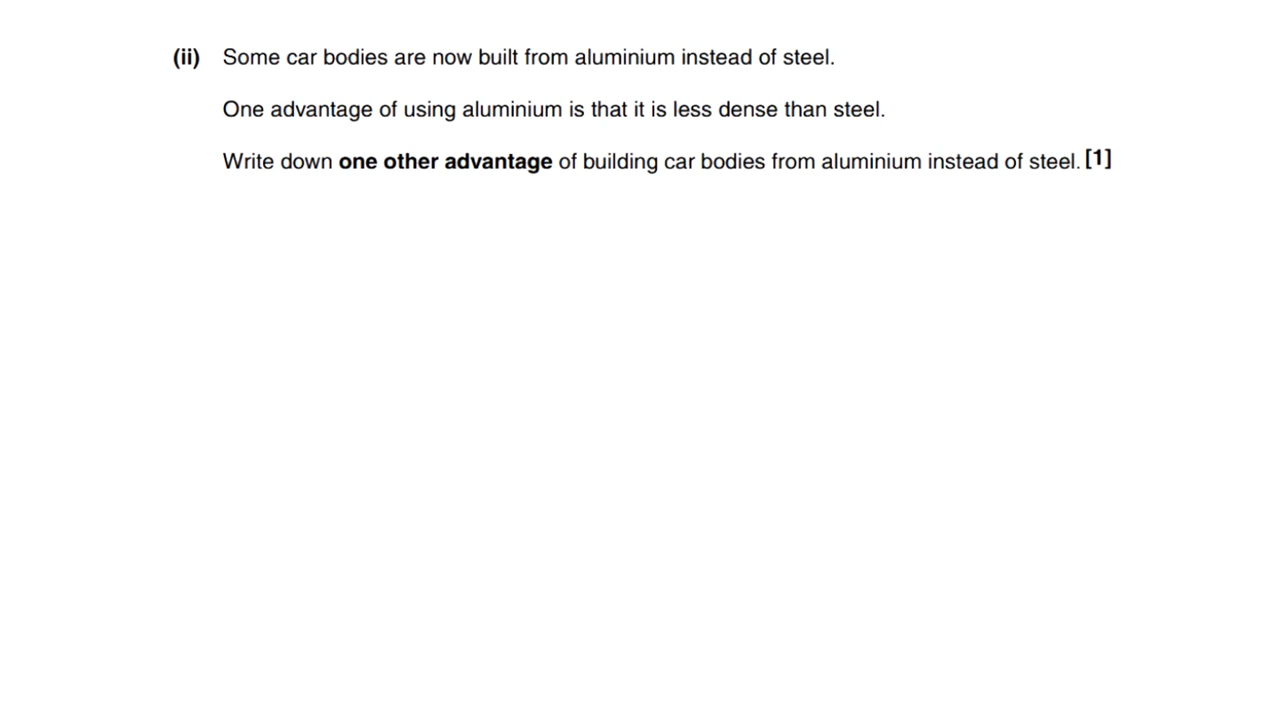 (ii) Some car bodies are now built from aluminium instead of steel.
One advantage of using aluminium is that it is less dense than steel.
Write down one other advantage of building car bodies from aluminium instead of steel. [1]